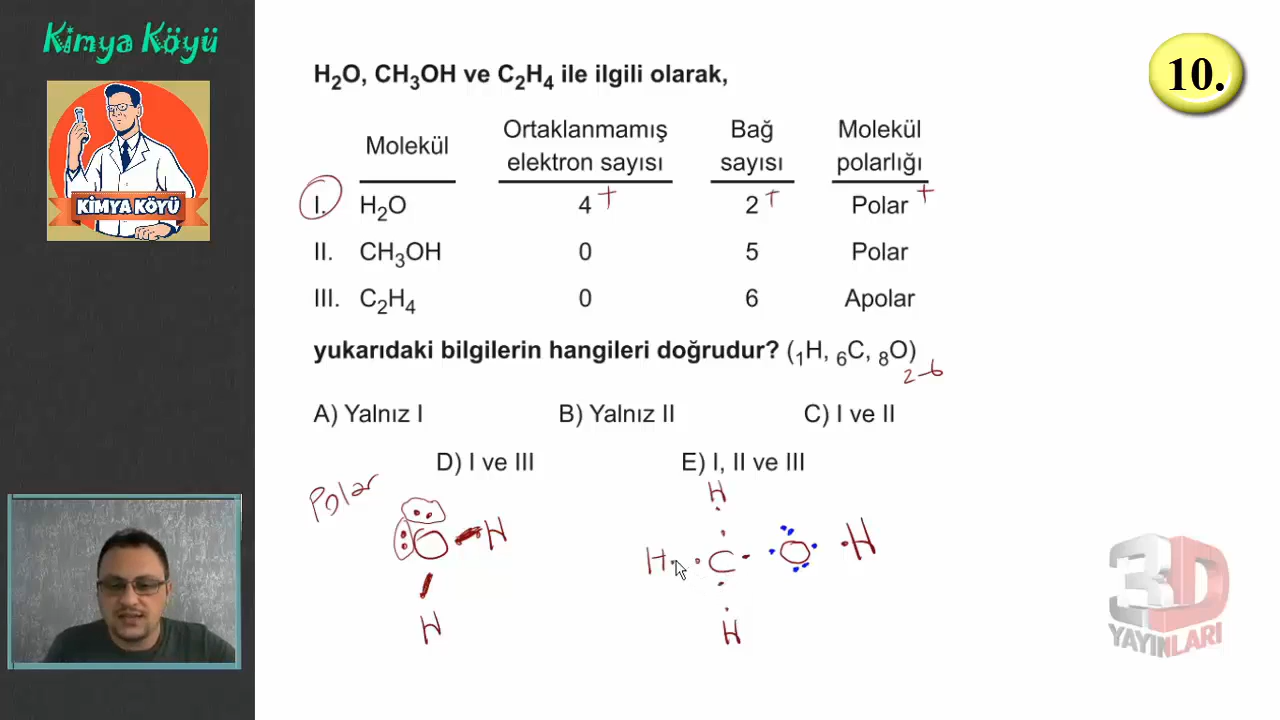 Kimya Köyü
KİMYA KÖYÜ
10.
H2O, CH3OH ve C2H4 ile ilgili olarak,
Molekül Ortaklanmamış elektron sayısı Bağ sayısı Molekül polarlığı
I. H2O 4 + 2 + Polar +
II. CH3OH 0 5 Polar
III. C2H4 0 6 Apolar
yukarıdaki bilgilerin hangileri doğrudur? (1H, 6C, 8O)
2-6
A) Yalnız I B) Yalnız II C) I ve II
D) I ve III E) I, II ve III
Polar
O H
H
H
H C O H
H
3D
YAYINLARI